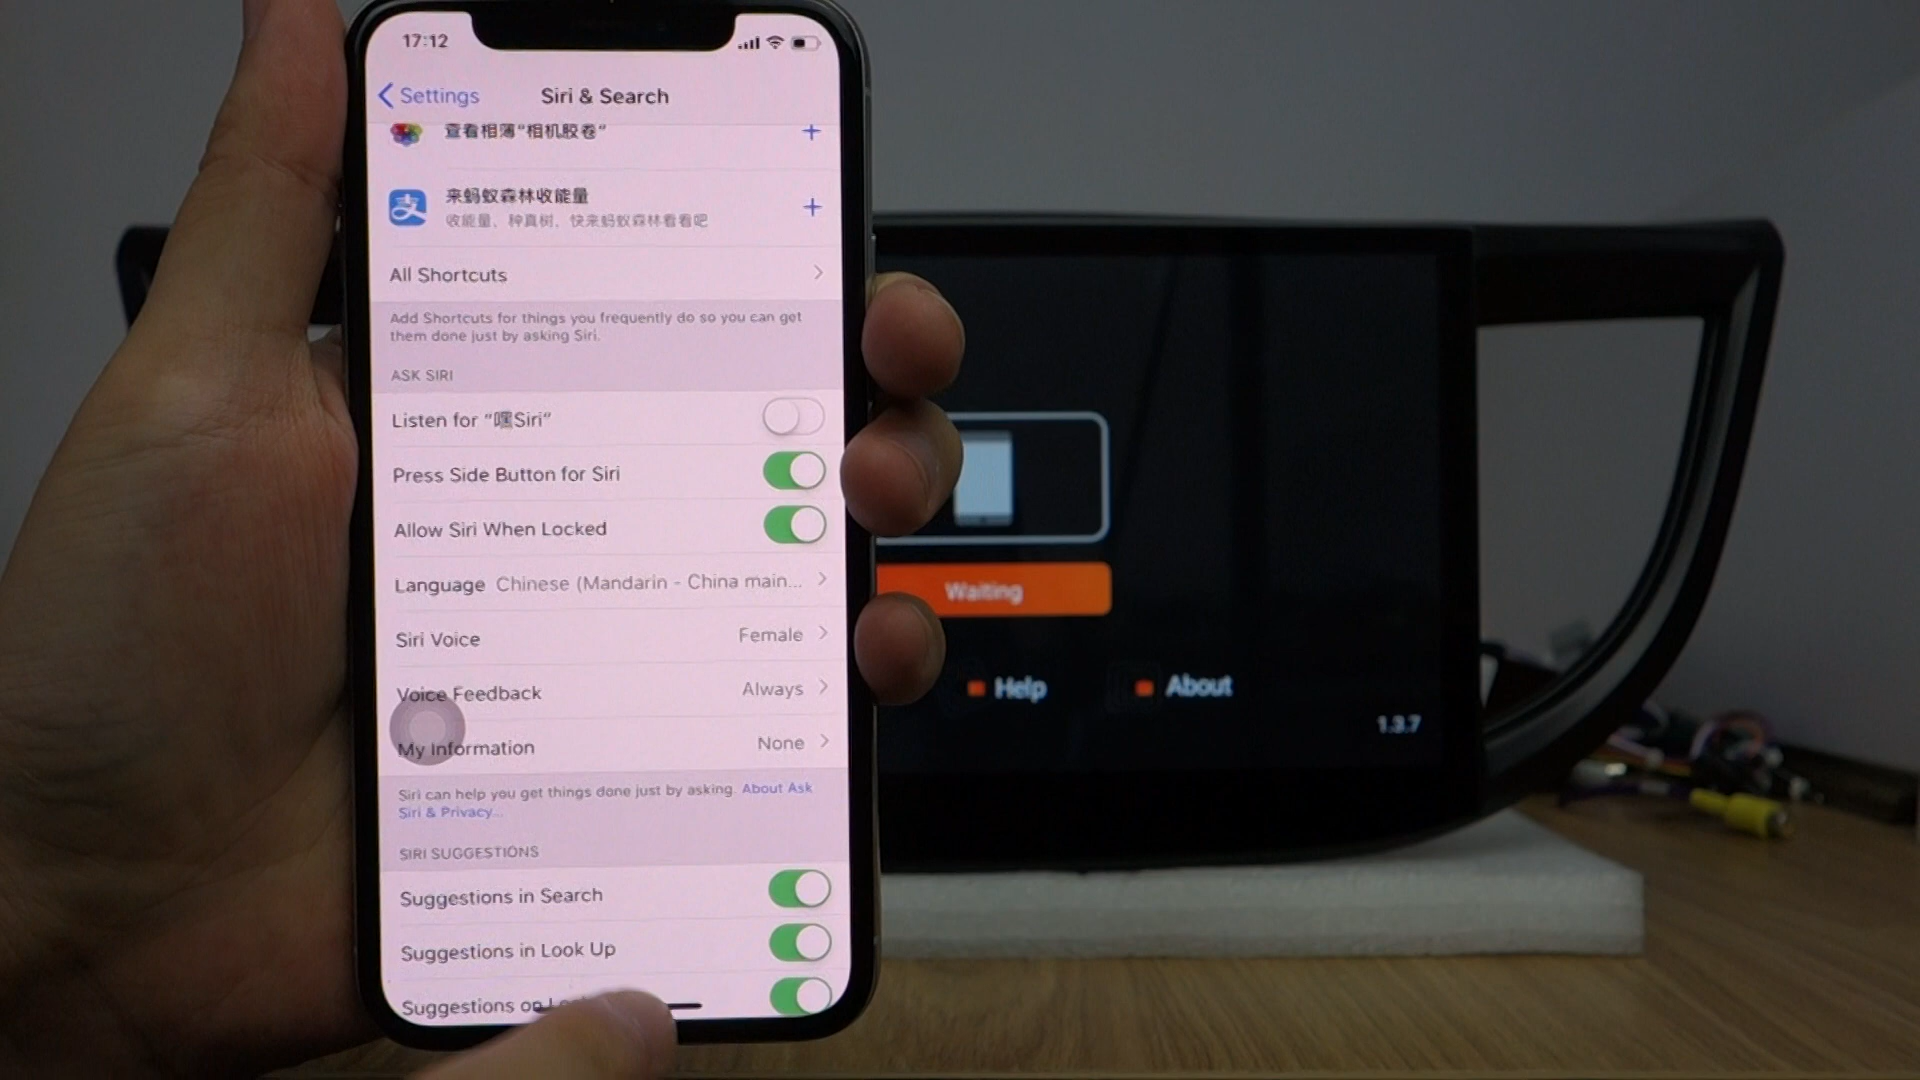 17:12
Settings
Siri & Search
查看相薄“相机胶卷”
来蚂蚁森林收能量
收能量、种真树，快来蚂蚁森林看看吧
All Shortcuts
Add Shortcuts for things you frequently do so you can get
them done just by asking Siri.
ASK SIRI
Listen for “嘿Siri”
Press Side Button for Siri
Allow Siri When Locked
Language Chinese (Mandarin - China main...
Siri Voice Female
Voice Feedback Always
My Information None
Siri can help you get things done just by asking. About Ask
Siri & Privacy...
SIRI SUGGESTIONS
Suggestions in Search
Suggestions in Look Up
Suggestions on
Waiting
Help
About
1.3.7